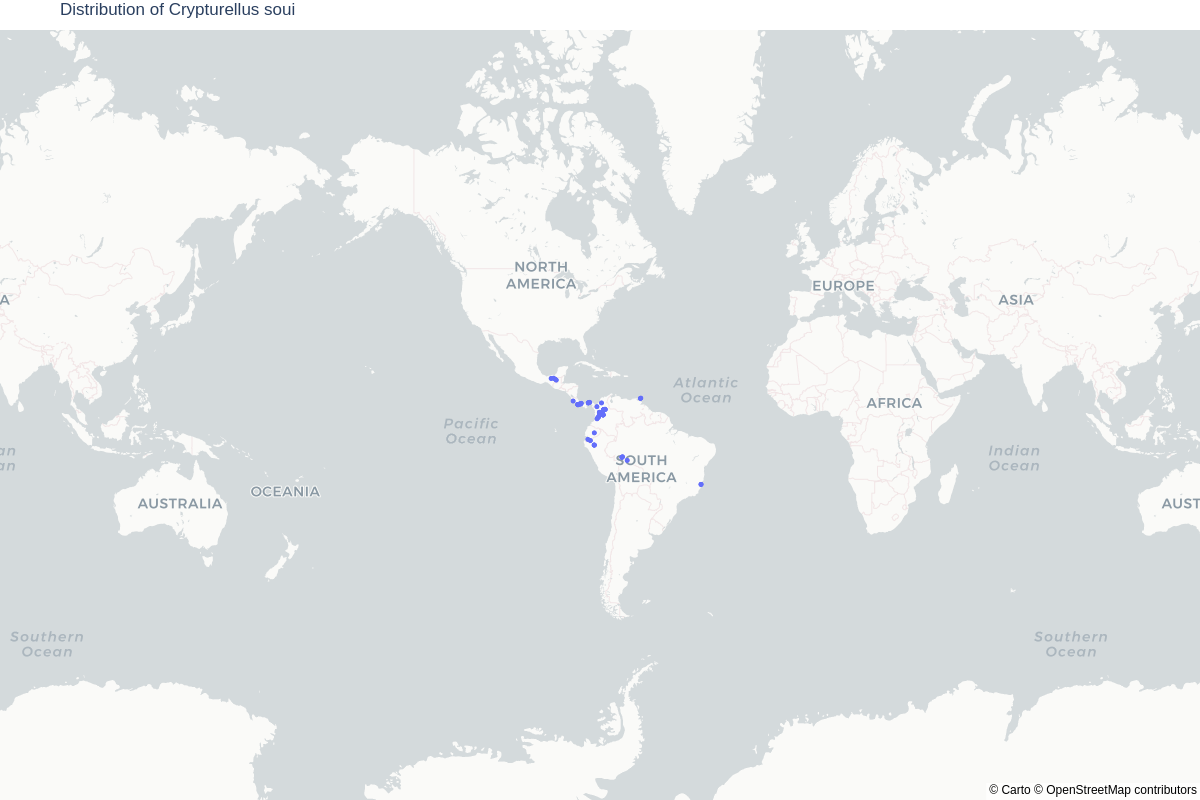 Distribution of Crypturellus soui
NORTH
AMERICA
EUROPE
ASIA
A
Atlantic
Ocean
AFRICA
Pacific
Ocean
an
an
Indian
Ocean
SOUTH
AMERICA
OCEANIA
AUSTRALIA
AUST
Southern
Ocean
Southern
Ocean
© Carto © OpenStreetMap contributors